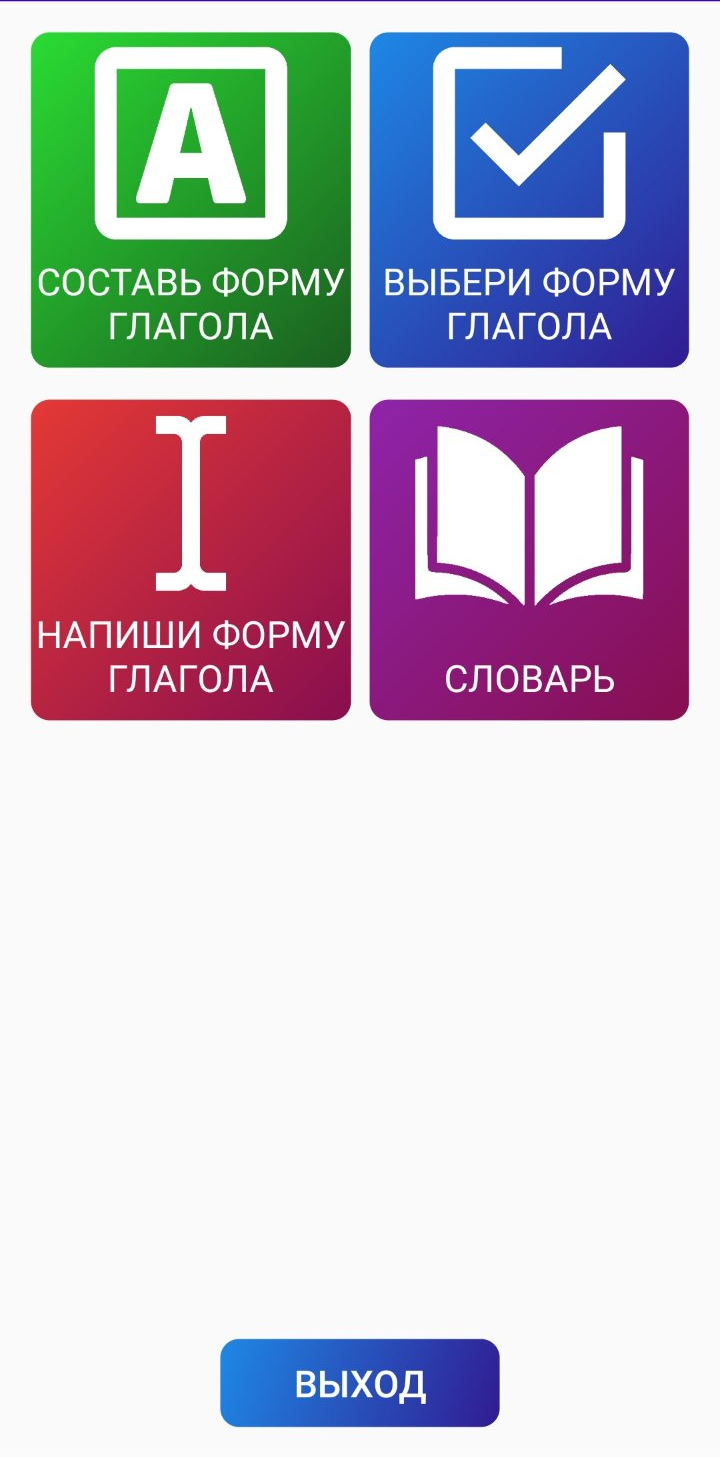 A
СОСТАВЬ ФОРМУ
ГЛАГОЛА
ВЫБЕРИ ФОРМУ
ГЛАГОЛА
НАПИШИ ФОРМУ
ГЛАГОЛА
СЛОВАРЬ
ВЫХОД